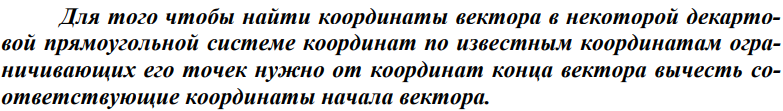 Для того чтобы найти координаты вектора в некоторой декарто-
вой прямоугольной системе координат по известным координатам огра-
ничивающих его точек нужно от координат конца вектора вычесть со-
ответствующие координаты начала вектора.